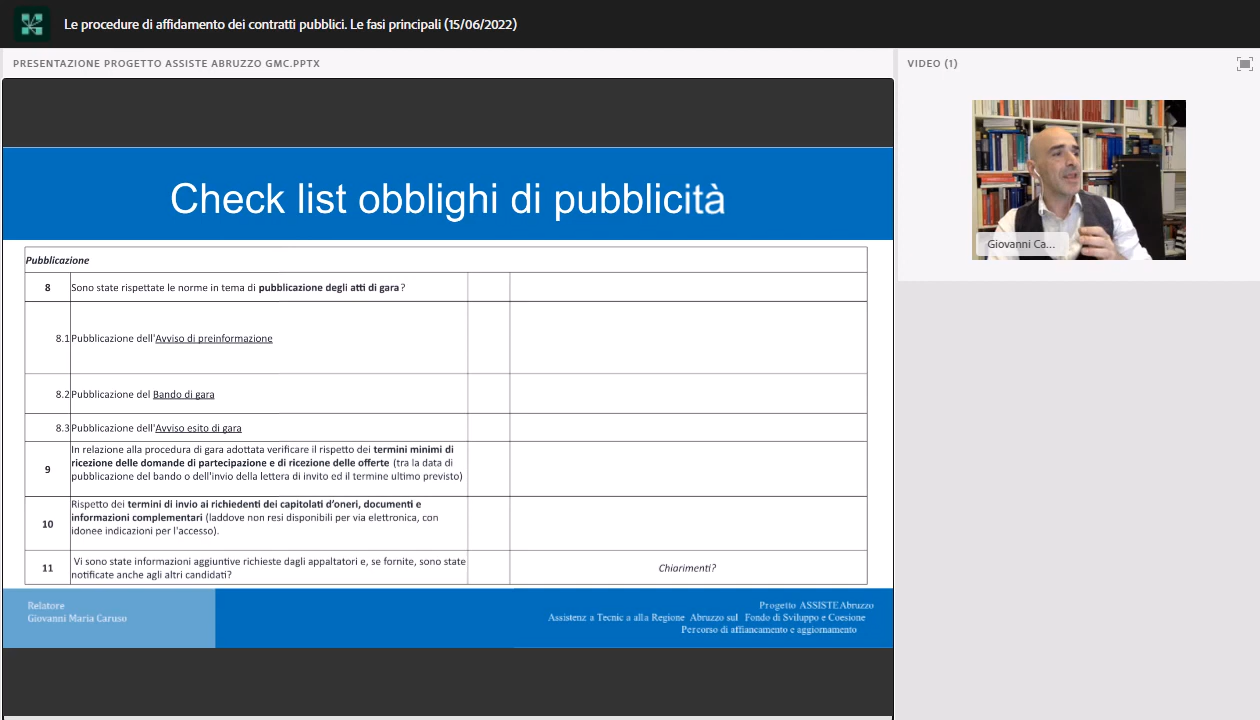 Le procedure di affidamento dei contratti pubblici. Le fasi principali (15/06/2022)
PRESENTAZIONE PROGETTO ASSISTE ABRUZZO GMC.PPTX
VIDEO (1)
Giovanni Ca...
Check list obblighi di pubblicità
Pubblicazione
8 Sono state rispettate le norme in tema di pubblicazione degli atti di gara?
8.1 Pubblicazione dell'Avviso di preinformazione
8.2 Pubblicazione del Bando di gara
8.3 Pubblicazione dell'Avviso esito di gara
In relazione alla procedura di gara adottata verificare il rispetto dei termini minimi di
9 ricezione delle domande di partecipazione e di ricezione delle offerte (tra la data di
pubblicazione del bando o dell'invio della lettera di invito ed il termine ultimo previsto)
Rispetto dei termini di invio ai richiedenti dei capitolati d'oneri, documenti e
10 informazioni complementari (laddove non resi disponibili per via elettronica, con
idonee indicazioni per l'accesso).
11 Vi sono state informazioni aggiuntive richieste dagli appaltatori e, se fornite, sono state
notificate anche agli altri candidati?
Chiarimenti?
Relatore
Giovanni Maria Caruso
Progetto ASSISTE Abruzzo
Assistenz a Tecnic a alla Regione Abruzzo sul Fondo di Sviluppo e Coesione
Percorso di affiancamento e aggiornamento